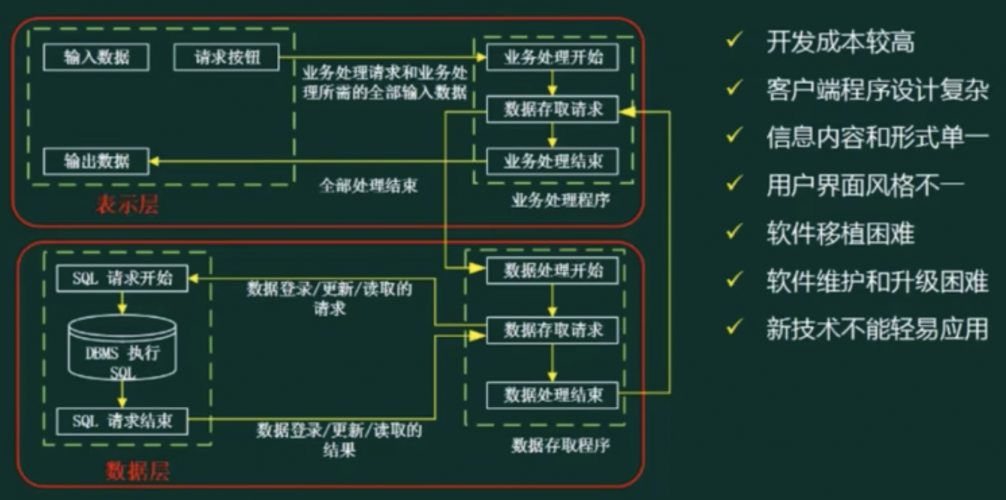 输入数据
请求按钮
业务处理请求和业务处
理所需的全部输入数据
业务处理开始
数据存取请求
业务处理结束
输出数据
全部处理结束
业务处理程序
表示层
SQL 请求开始
DBMS 执行
SQL
SQL 请求结束
数据登录/更新/读取的
请求
数据登录/更新/读取的
结果
数据处理开始
数据存取请求
数据处理结束
数据存取程序
数据层
✓ 开发成本较高
✓ 客户端程序设计复杂
✓ 信息内容和形式单一
✓ 用户界面风格不一
✓ 软件移植困难
✓ 软件维护和升级困难
✓ 新技术不能轻易应用